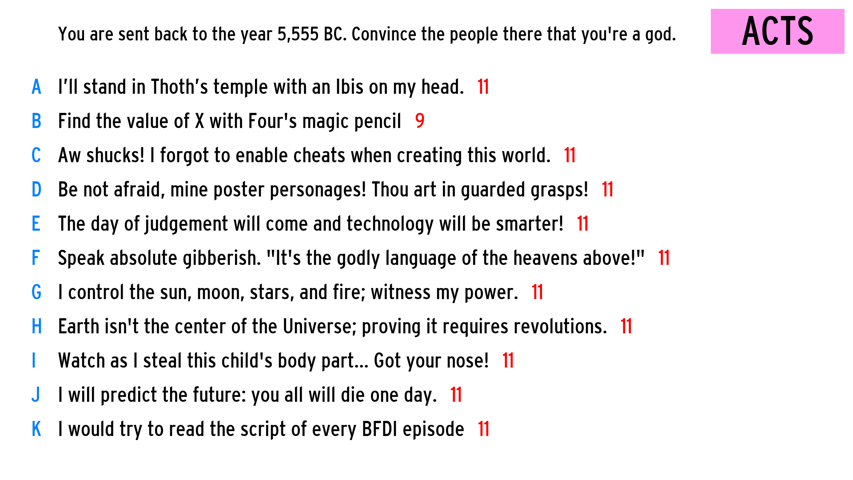 You are sent back to the year 5,555 BC. Convince the people there that you're a god.
ACTS
A I’ll stand in Thoth’s temple with an Ibis on my head. 11
B Find the value of X with Four's magic pencil 9
C Aw shucks! I forgot to enable cheats when creating this world. 11
D Be not afraid, mine poster personages! Thou art in guarded grasps! 11
E The day of judgement will come and technology will be smarter! 11
F Speak absolute gibberish. "It's the godly language of the heavens above!" 11
G I control the sun, moon, stars, and fire; witness my power. 11
H Earth isn't the center of the Universe; proving it requires revolutions. 11
I Watch as I steal this child's body part... Got your nose! 11
J I will predict the future: you all will die one day. 11
K I would try to read the script of every BFDI episode 11